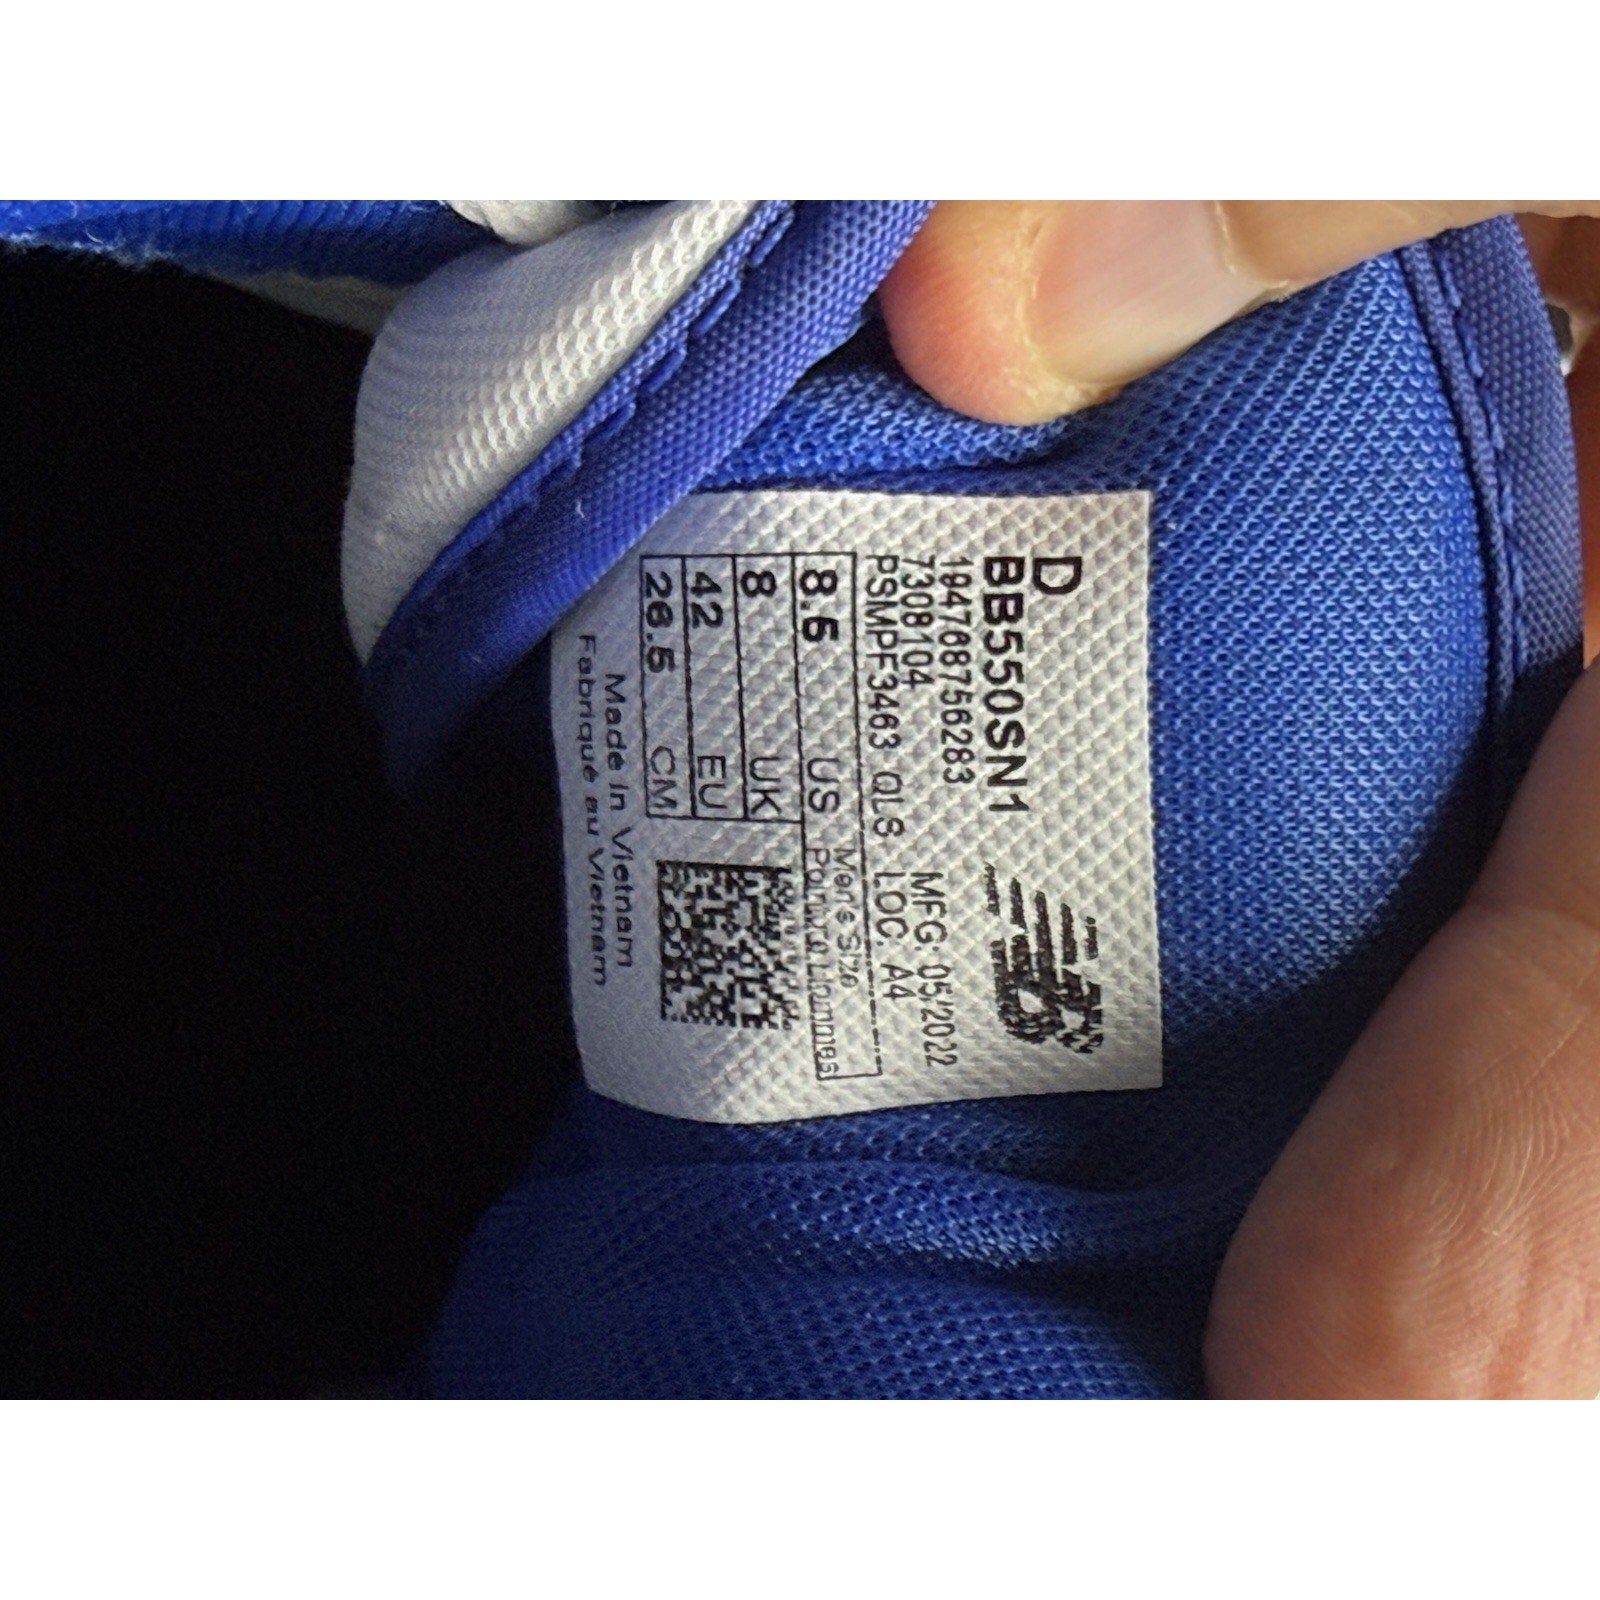 D
BB550SN1
194768756283
7308104 MFG. 05/2022
PSMPF3463 QLS LOC. A4
Men's Size
8.5 US Pointure Hommes
8 UK
42 EU
26.5 CM
Made in Vietnam
Fabriqué au Vietnam